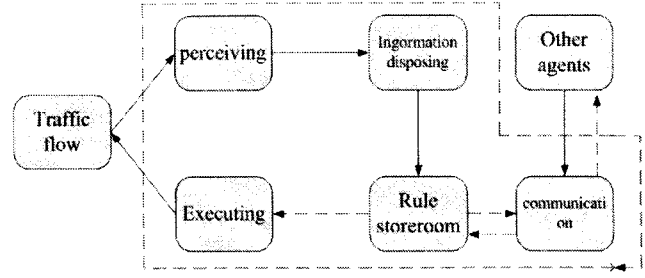 perceiving
Ingormation
disposing
Other
agents
Traffic
flow
Executing
Rule
storeroom
communicati
on